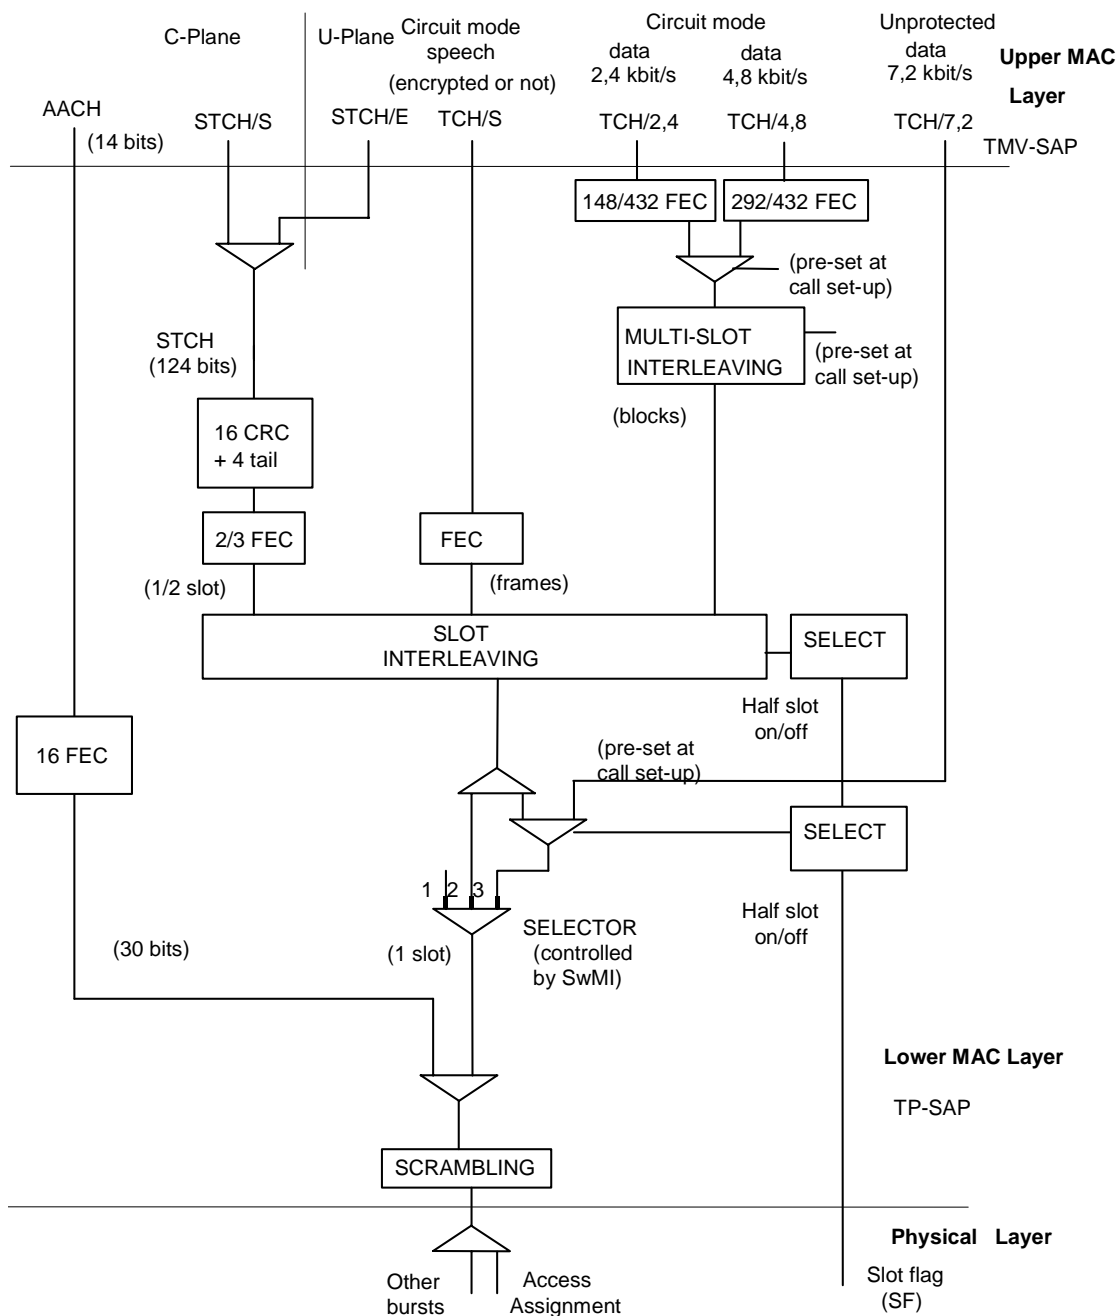 C-Plane
U-Plane
Circuit mode
speech
(encrypted or not)
Circuit mode
data
2,4 kbit/s
data
4,8 kbit/s
Unprotected
data
7,2 kbit/s
Upper MAC
Layer
AACH
(14 bits)
STCH/S
STCH/E
TCH/S
TCH/2,4
TCH/4,8
TCH/7,2
TMV-SAP
148/432 FEC
292/432 FEC
(pre-set at
call set-up)
STCH
(124 bits)
MULTI-SLOT
INTERLEAVING
(pre-set at
call set-up)
(blocks)
16 CRC
+ 4 tail
2/3 FEC
FEC
(1/2 slot)
(frames)
SLOT
INTERLEAVING
SELECT
Half slot
on/off
16 FEC
(pre-set at
call set-up)
SELECT
1 2 3
SELECTOR
(controlled
by SwMI)
Half slot
on/off
(30 bits)
(1 slot)
Lower MAC Layer
TP-SAP
SCRAMBLING
Physical Layer
Other
bursts
Access
Assignment
Slot flag
(SF)